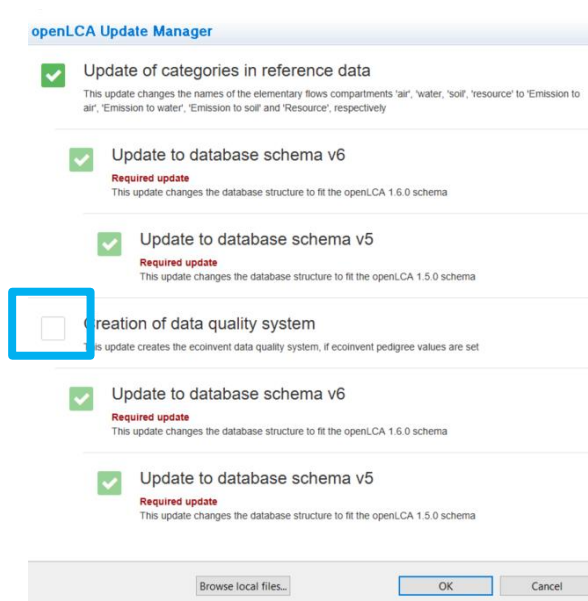 openLCA Update Manager
Update of categories in reference data
This update changes the names of the elementary flows compartments 'air', 'water, 'soil', 'resource' to 'Emission to
air', 'Emission to water', 'Emission to soil' and 'Resource', respectively
Update to database schema v6
Required update
This update changes the database structure to fit the openLCA 1.6.0 schema
Update to database schema v5
Required update
This update changes the database structure to fit the openLCA 1.5.0 schema
Creation of data quality system
This update creates the ecoinvent data quality system, if ecoinvent pedigree values are set
Update to database schema v6
Required update
This update changes the database structure to fit the openLCA 1.6.0 schema
Update to database schema v5
Required update
This update changes the database structure to fit the openLCA 1.5.0 schema
Browse local files... OK Cancel